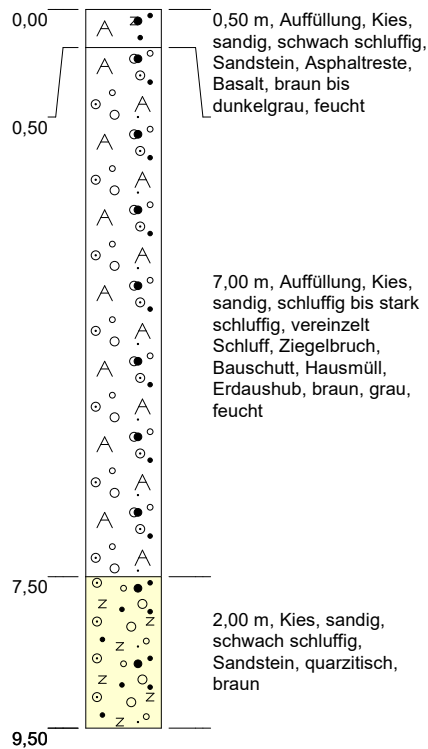 0,00
0,50 m, Auffüllung, Kies,
sandig, schwach schluffig,
Sandstein, Asphaltreste,
Basalt, braun bis
dunkelgrau, feucht
0,50
7,00 m, Auffüllung, Kies,
sandig, schluffig bis stark
schluffig, vereinzelt
Schluff, Ziegelbruch,
Bauschutt, Hausmüll,
Erdaushub, braun, grau,
feucht
7,50
2,00 m, Kies, sandig,
schwach schluffig,
Sandstein, quarzitisch,
braun
9,50